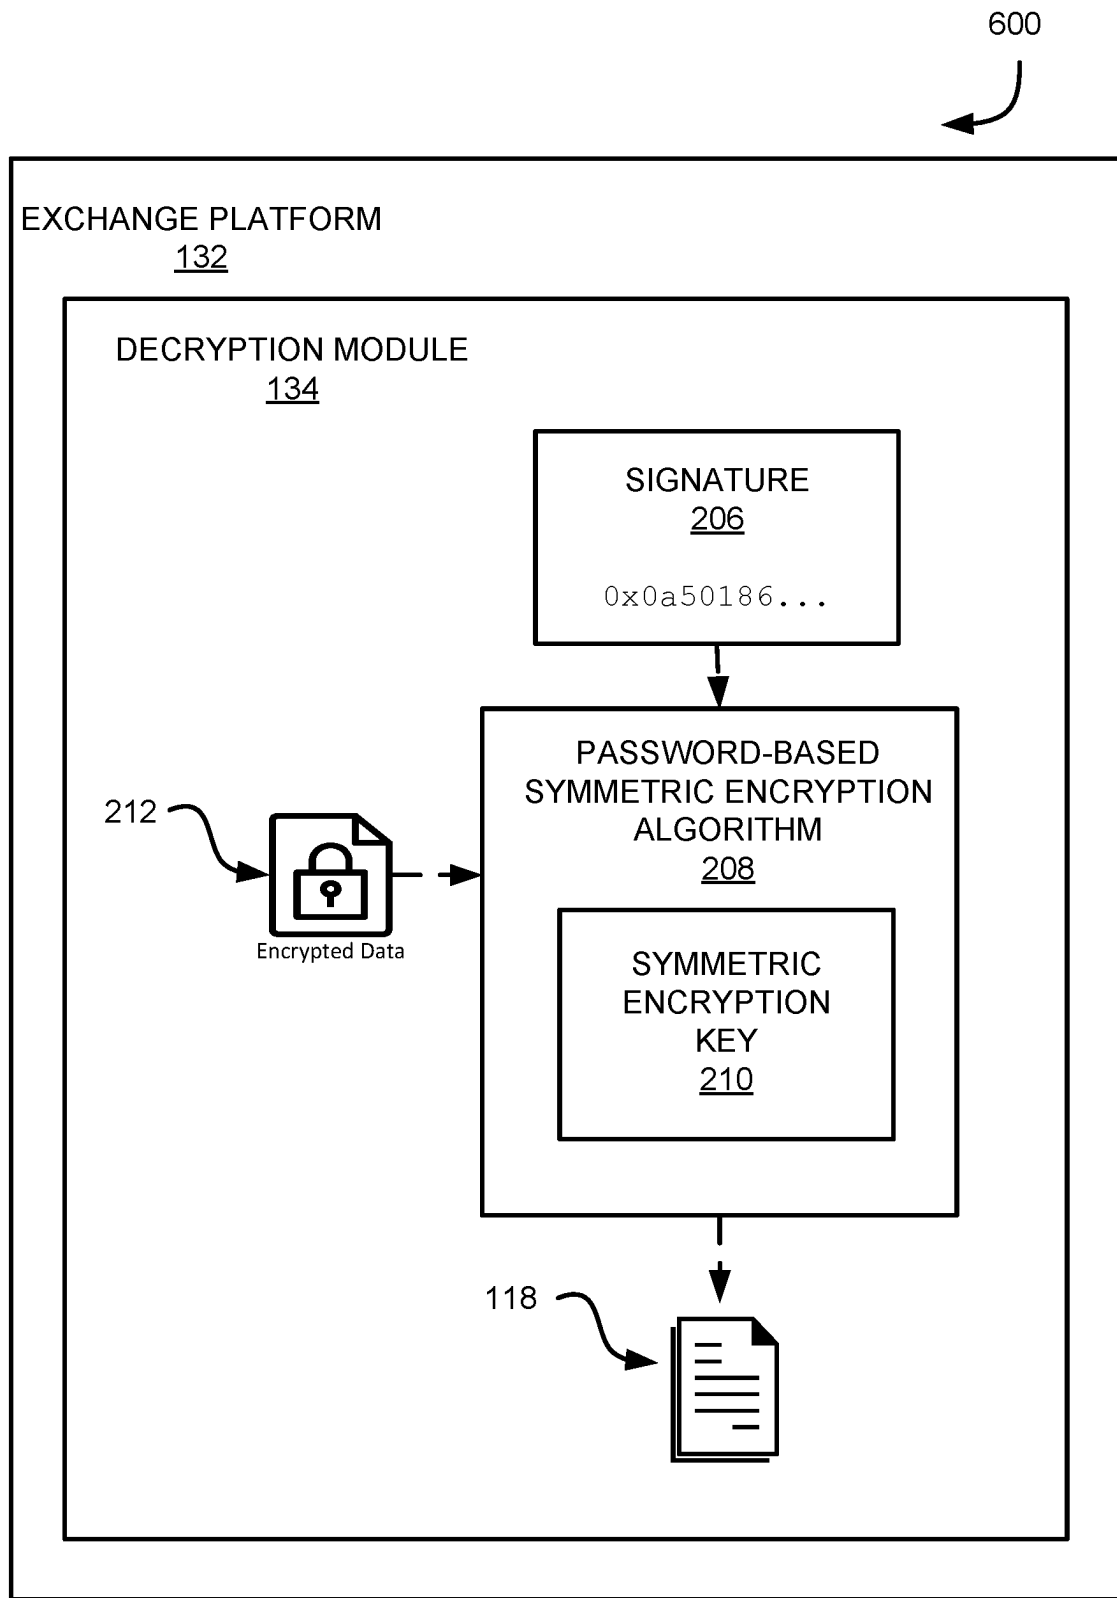 600
EXCHANGE PLATFORM
132
DECRYPTION MODULE
134
SIGNATURE
206
0x0a50186...
PASSWORD-BASED
SYMMETRIC ENCRYPTION
ALGORITHM
208
212
Encrypted Data
SYMMETRIC
ENCRYPTION
KEY
210
118